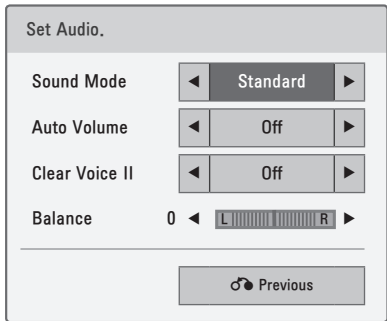 Set Audio.
Sound Mode ◀ Standard ▶
Auto Volume ◀ Off ▶
Clear Voice II ◀ Off ▶
Balance 0 ◀ L R ▶
Previous